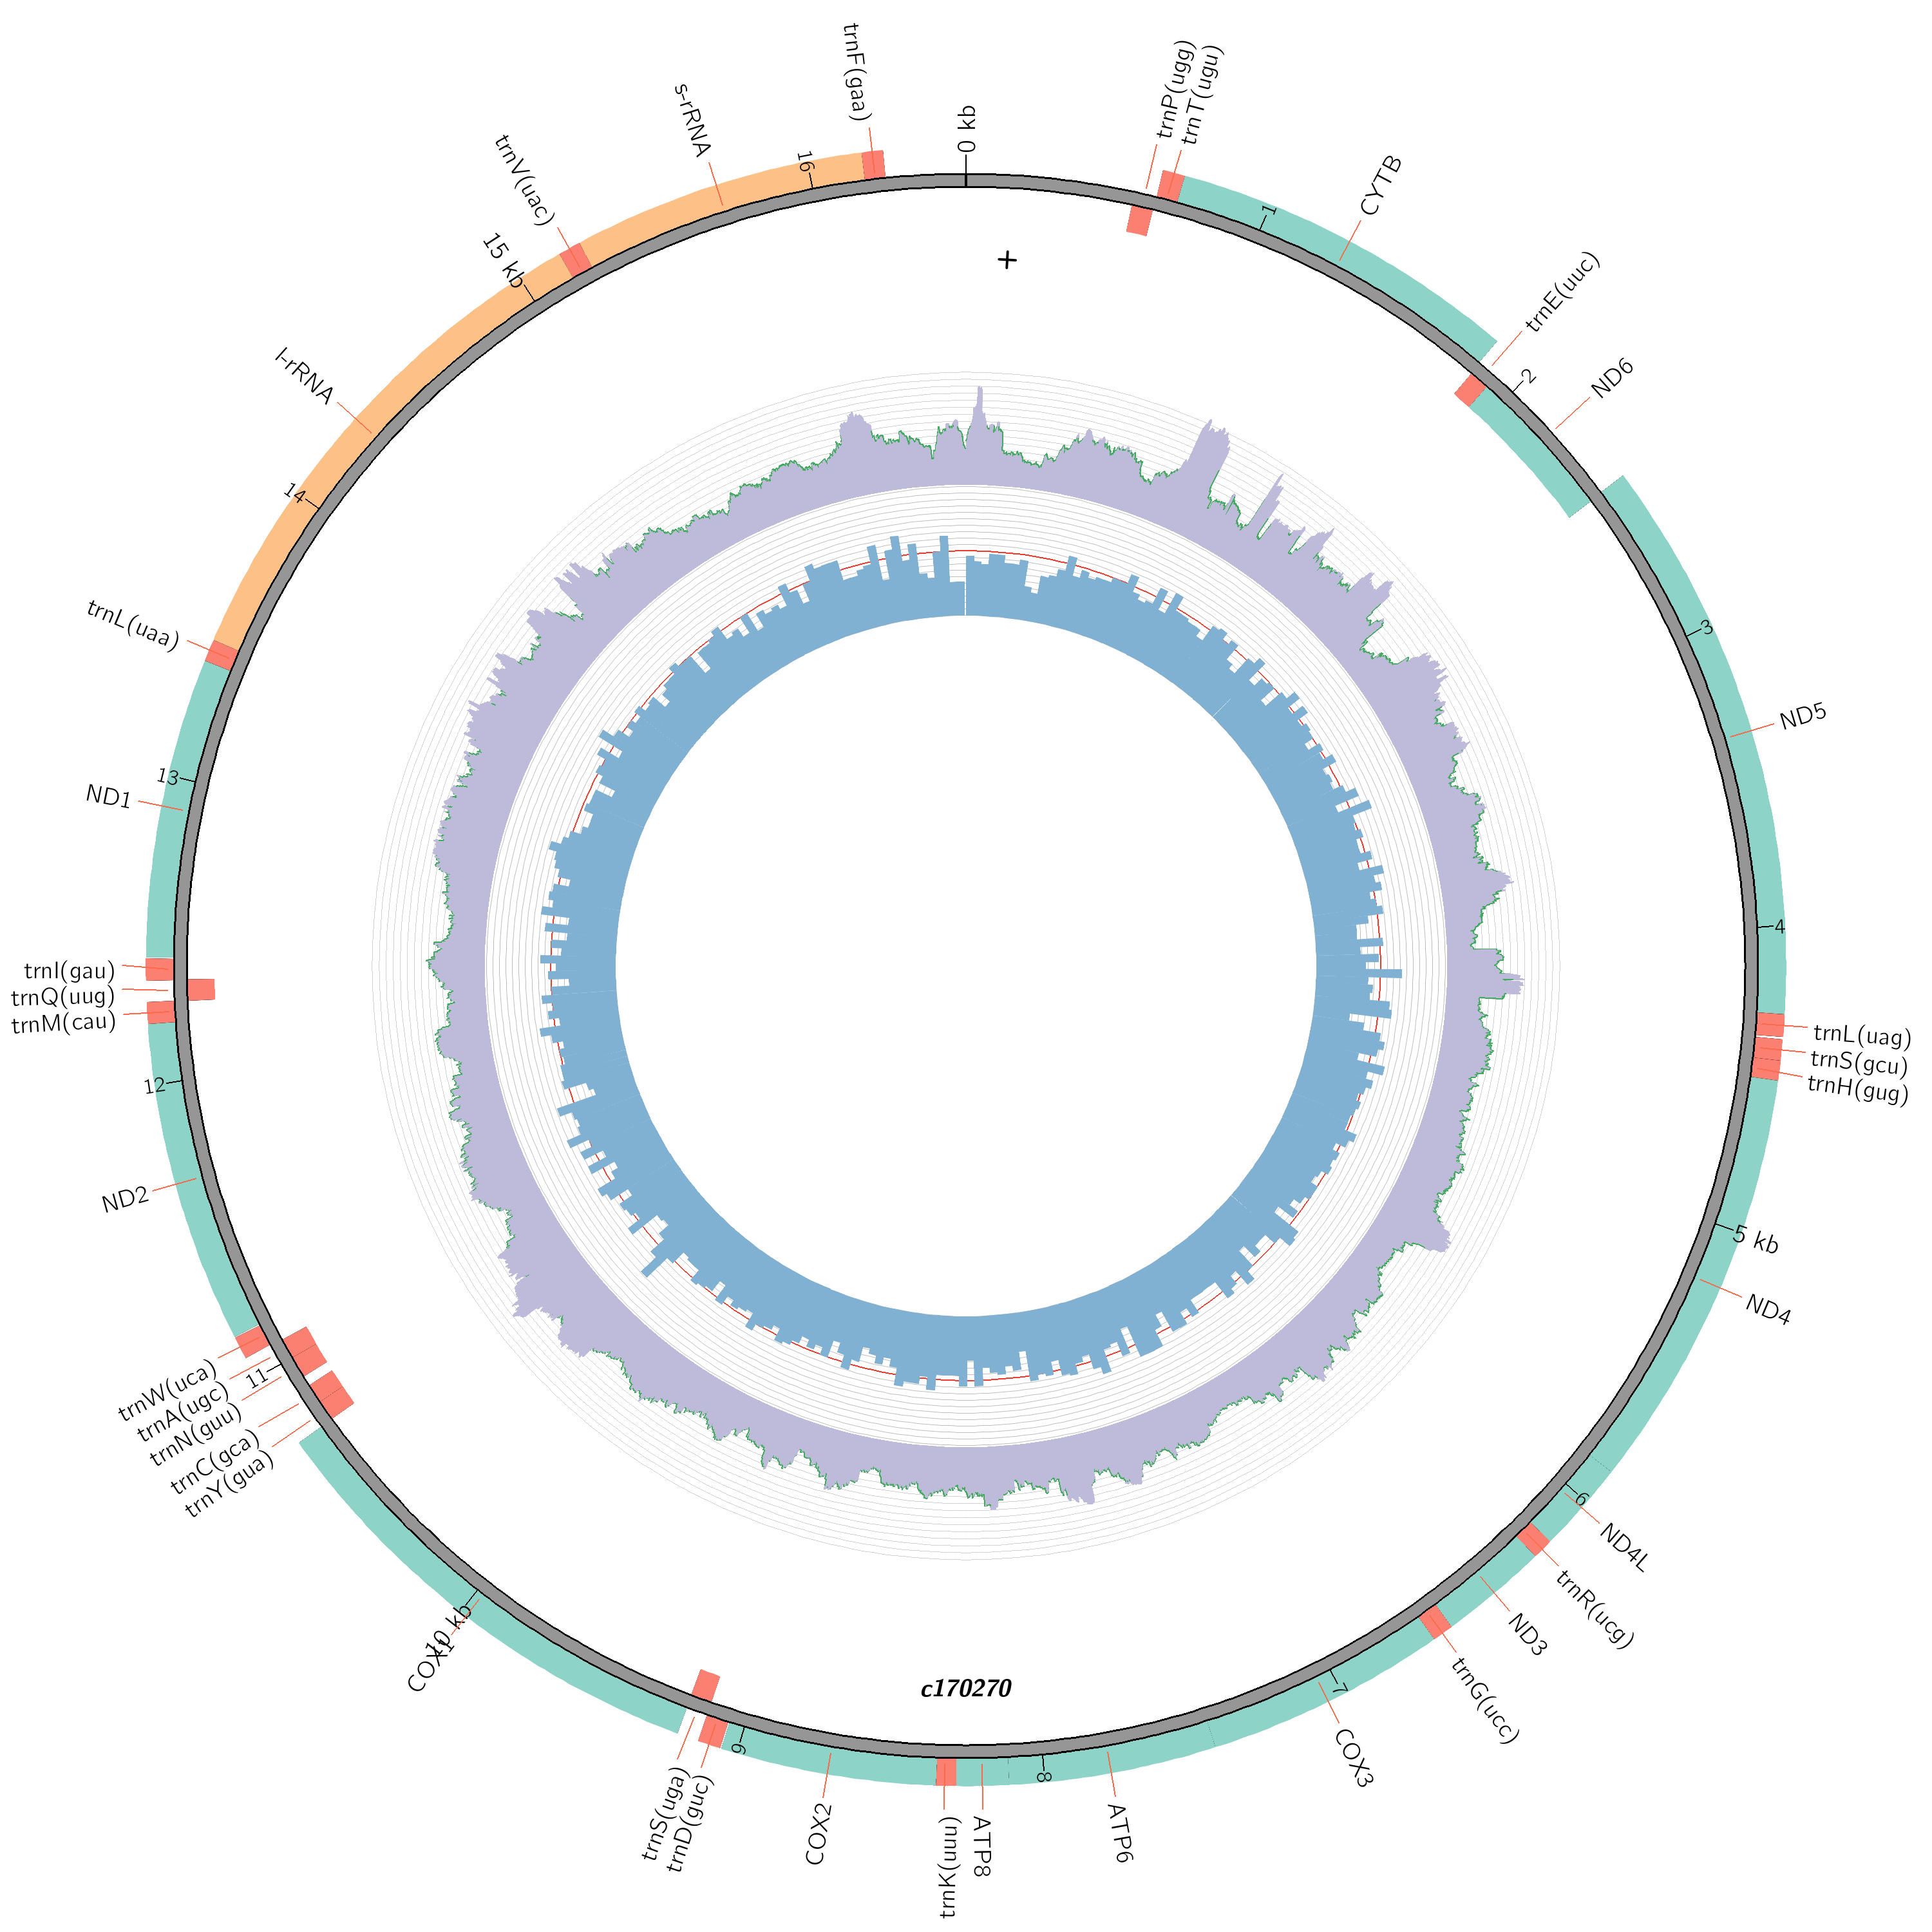 0 kb
trnP(ugg)
trnT(ugu)
1
CYTB
trnE(uuc)
2
ND6
3
ND5
4
trnL(uag)
trnS(gcu)
trnH(gug)
5 kb
ND4
6
ND4L
trnR(ucg)
ND3
trnG(ucc)
7
COX3
ATP6
8
ATP8
trnK(uuu)
COX2
9
trnD(guc)
trnS(uga)
10 kb
COX1
trnY(gua)
trnC(gca)
11
trnN(guu)
trnA(ugc)
trnW(uca)
ND2
12
trnM(cau)
trnQ(uug)
trnI(gau)
ND1
13
trnL(uaa)
14
l-rRNA
15 kb
trnV(uac)
s-rRNA
16
trnF(gaa)
+
c170270